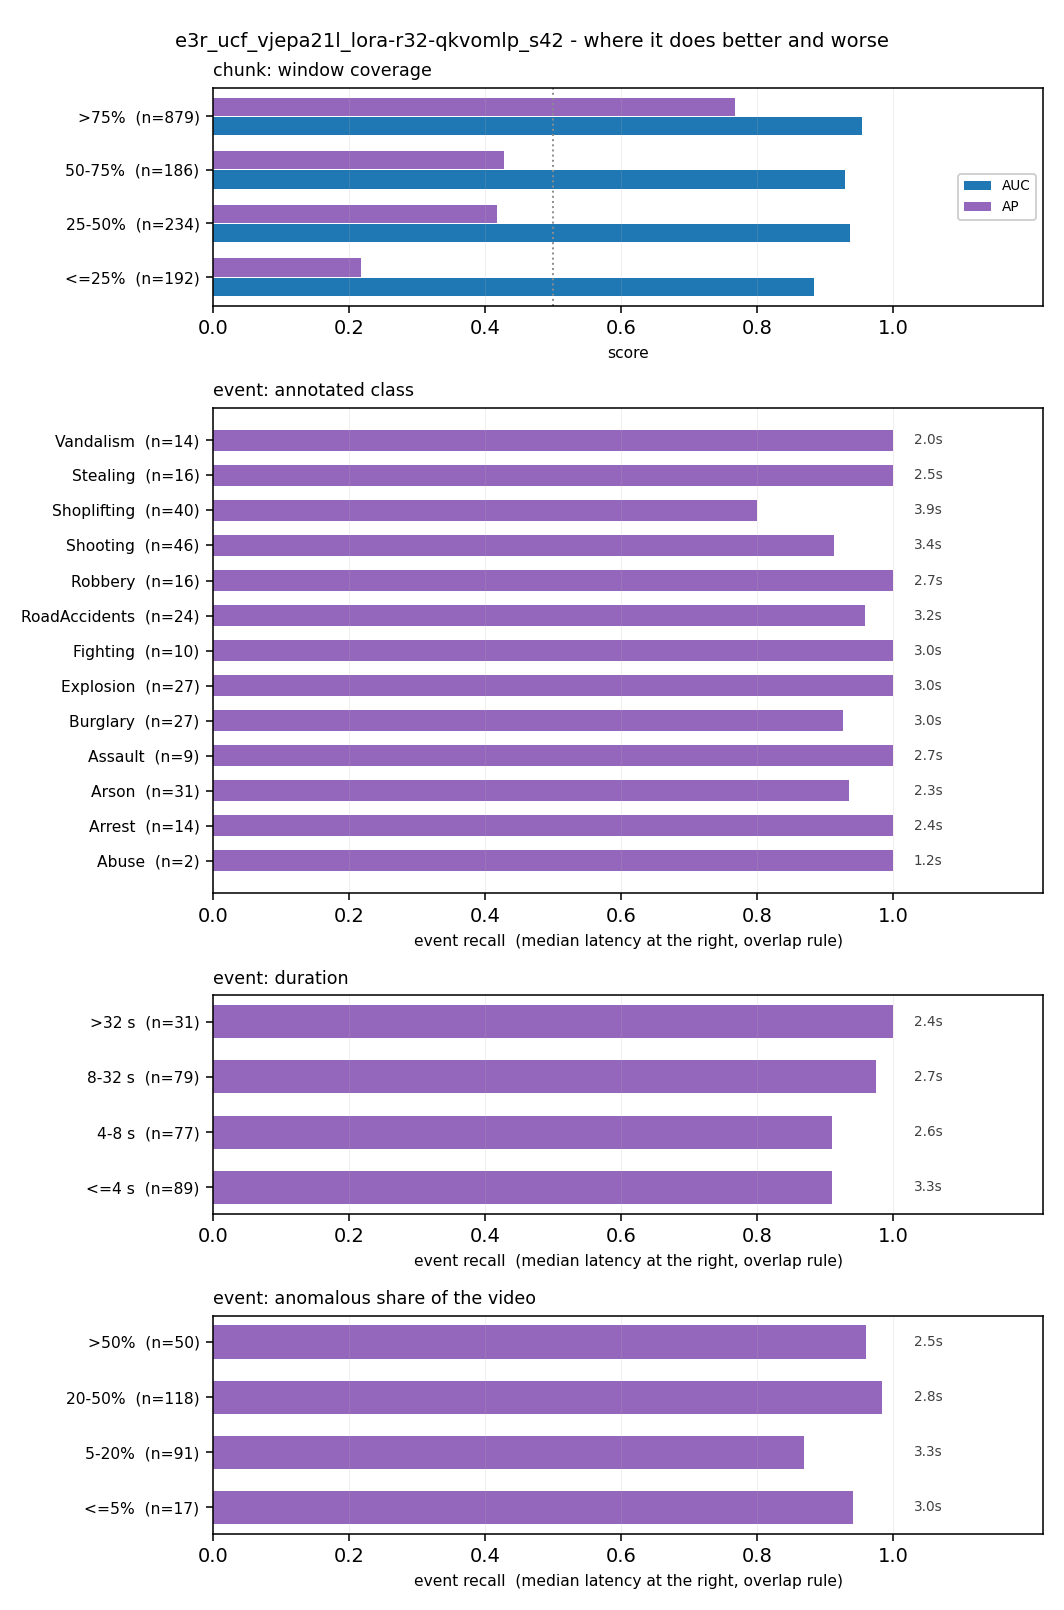 e3r_ucf_vjepa21l_lora-r32-qkvomlp_s42 - where it does better and worse
chunk: window coverage
>75%  (n=879)
50-75%  (n=186)
25-50%  (n=234)
<=25%  (n=192)
AUC
AP
0.0 0.2 0.4 0.6 0.8 1.0
score
event: annotated class
Vandalism  (n=14) 2.0s
Stealing  (n=16) 2.5s
Shoplifting  (n=40) 3.9s
Shooting  (n=46) 3.4s
Robbery  (n=16) 2.7s
RoadAccidents  (n=24) 3.2s
Fighting  (n=10) 3.0s
Explosion  (n=27) 3.0s
Burglary  (n=27) 3.0s
Assault  (n=9) 2.7s
Arson  (n=31) 2.3s
Arrest  (n=14) 2.4s
Abuse  (n=2) 1.2s
0.0 0.2 0.4 0.6 0.8 1.0
event recall  (median latency at the right, overlap rule)
event: duration
>32 s  (n=31) 2.4s
8-32 s  (n=79) 2.7s
4-8 s  (n=77) 2.6s
<=4 s  (n=89) 3.3s
0.0 0.2 0.4 0.6 0.8 1.0
event recall  (median latency at the right, overlap rule)
event: anomalous share of the video
>50%  (n=50) 2.5s
20-50%  (n=118) 2.8s
5-20%  (n=91) 3.3s
<=5%  (n=17) 3.0s
0.0 0.2 0.4 0.6 0.8 1.0
event recall  (median latency at the right, overlap rule)